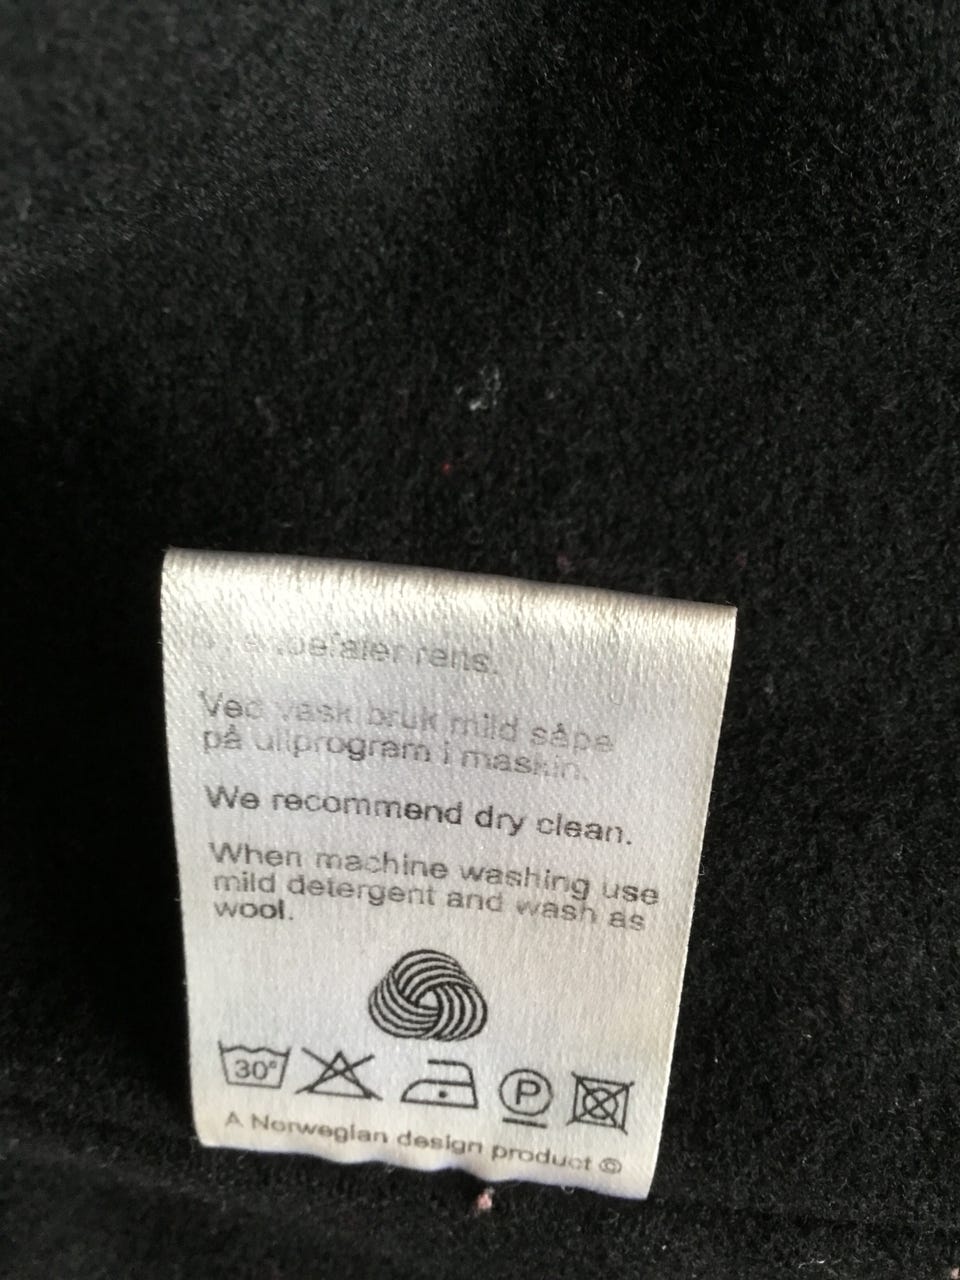 anbefaler rens.
Ved vask bruk mild såpe
på ullprogram i maskin.
We recommend dry clean.
When machine washing use
mild detergent and wash as
wool.
30°
P
A Norwegian design product ©